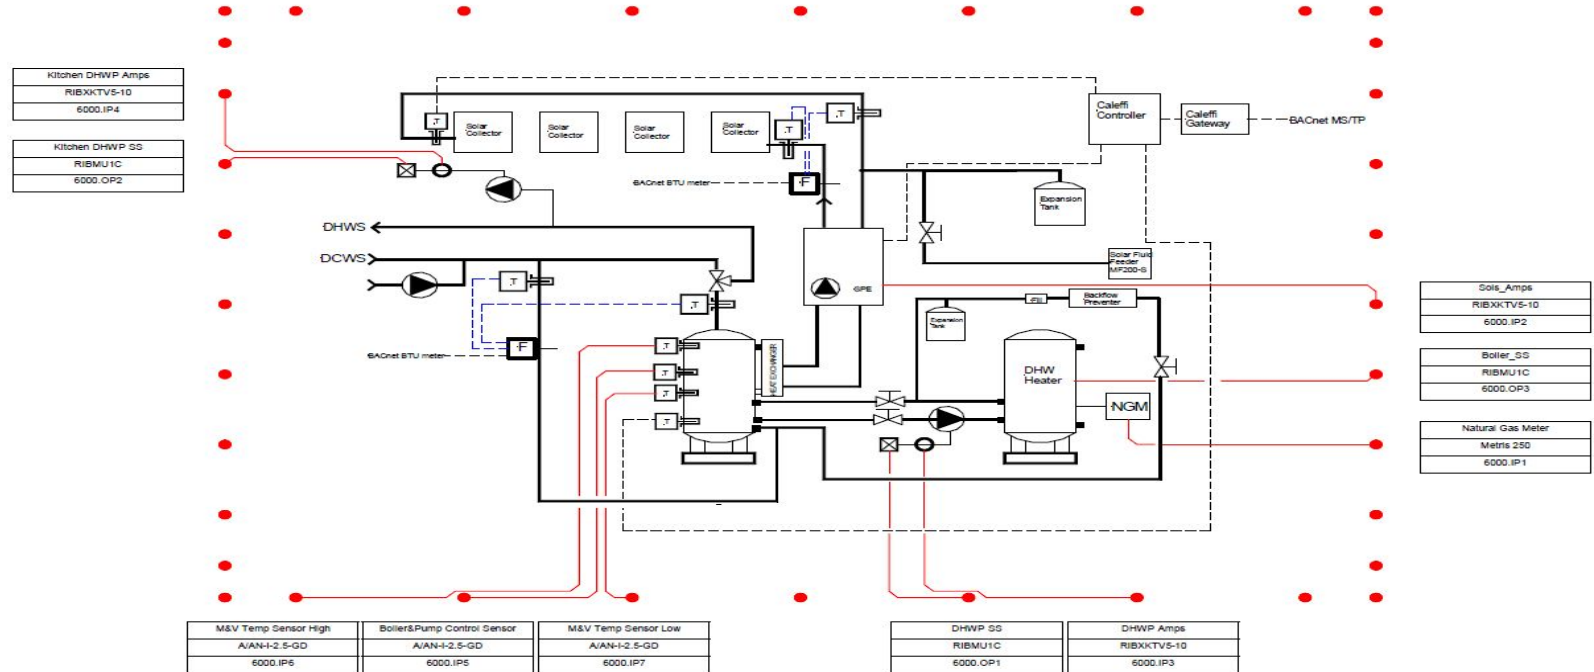 Kitchen DHWP Amps
RIBXKTV5-10
6000.IP4
Kitchen DHWP SS
RIBMU1C
6000.OP2
.T
Solar
Collector
Solar
Collector
Solar
Collector
Solar
Collector
.T
.T
Caleffi
Controller
Caleffi
Gateway
BACnet MS/TP
BACnet BTU meter
F
Expansion
Tank
DHWS
DCWS
Solar Fluid
Feeder
MF200-S
GPE
.T
.T
BACnet BTU meter
F
Expansion
Tank
Backflow
Preventer
.T
.T
.T
.T
HEAT EXCHANGER
DHW
Heater
NGM
Sols_Amps
RIBXKTV5-10
6000.IP2
Boiler_SS
RIBMU1C
6000.OP3
Natural Gas Meter
Metris 250
6000.IP1
M&V Temp Sensor High
A/AN-I-2.5-GD
6000.IP6
Boiler&Pump Control Sensor
A/AN-I-2.5-GD
6000.IP5
M&V Temp Sensor Low
A/AN-I-2.5-GD
6000.IP7
DHWP SS
RIBMU1C
6000.OP1
DHWP Amps
RIBXKTV5-10
6000.IP3